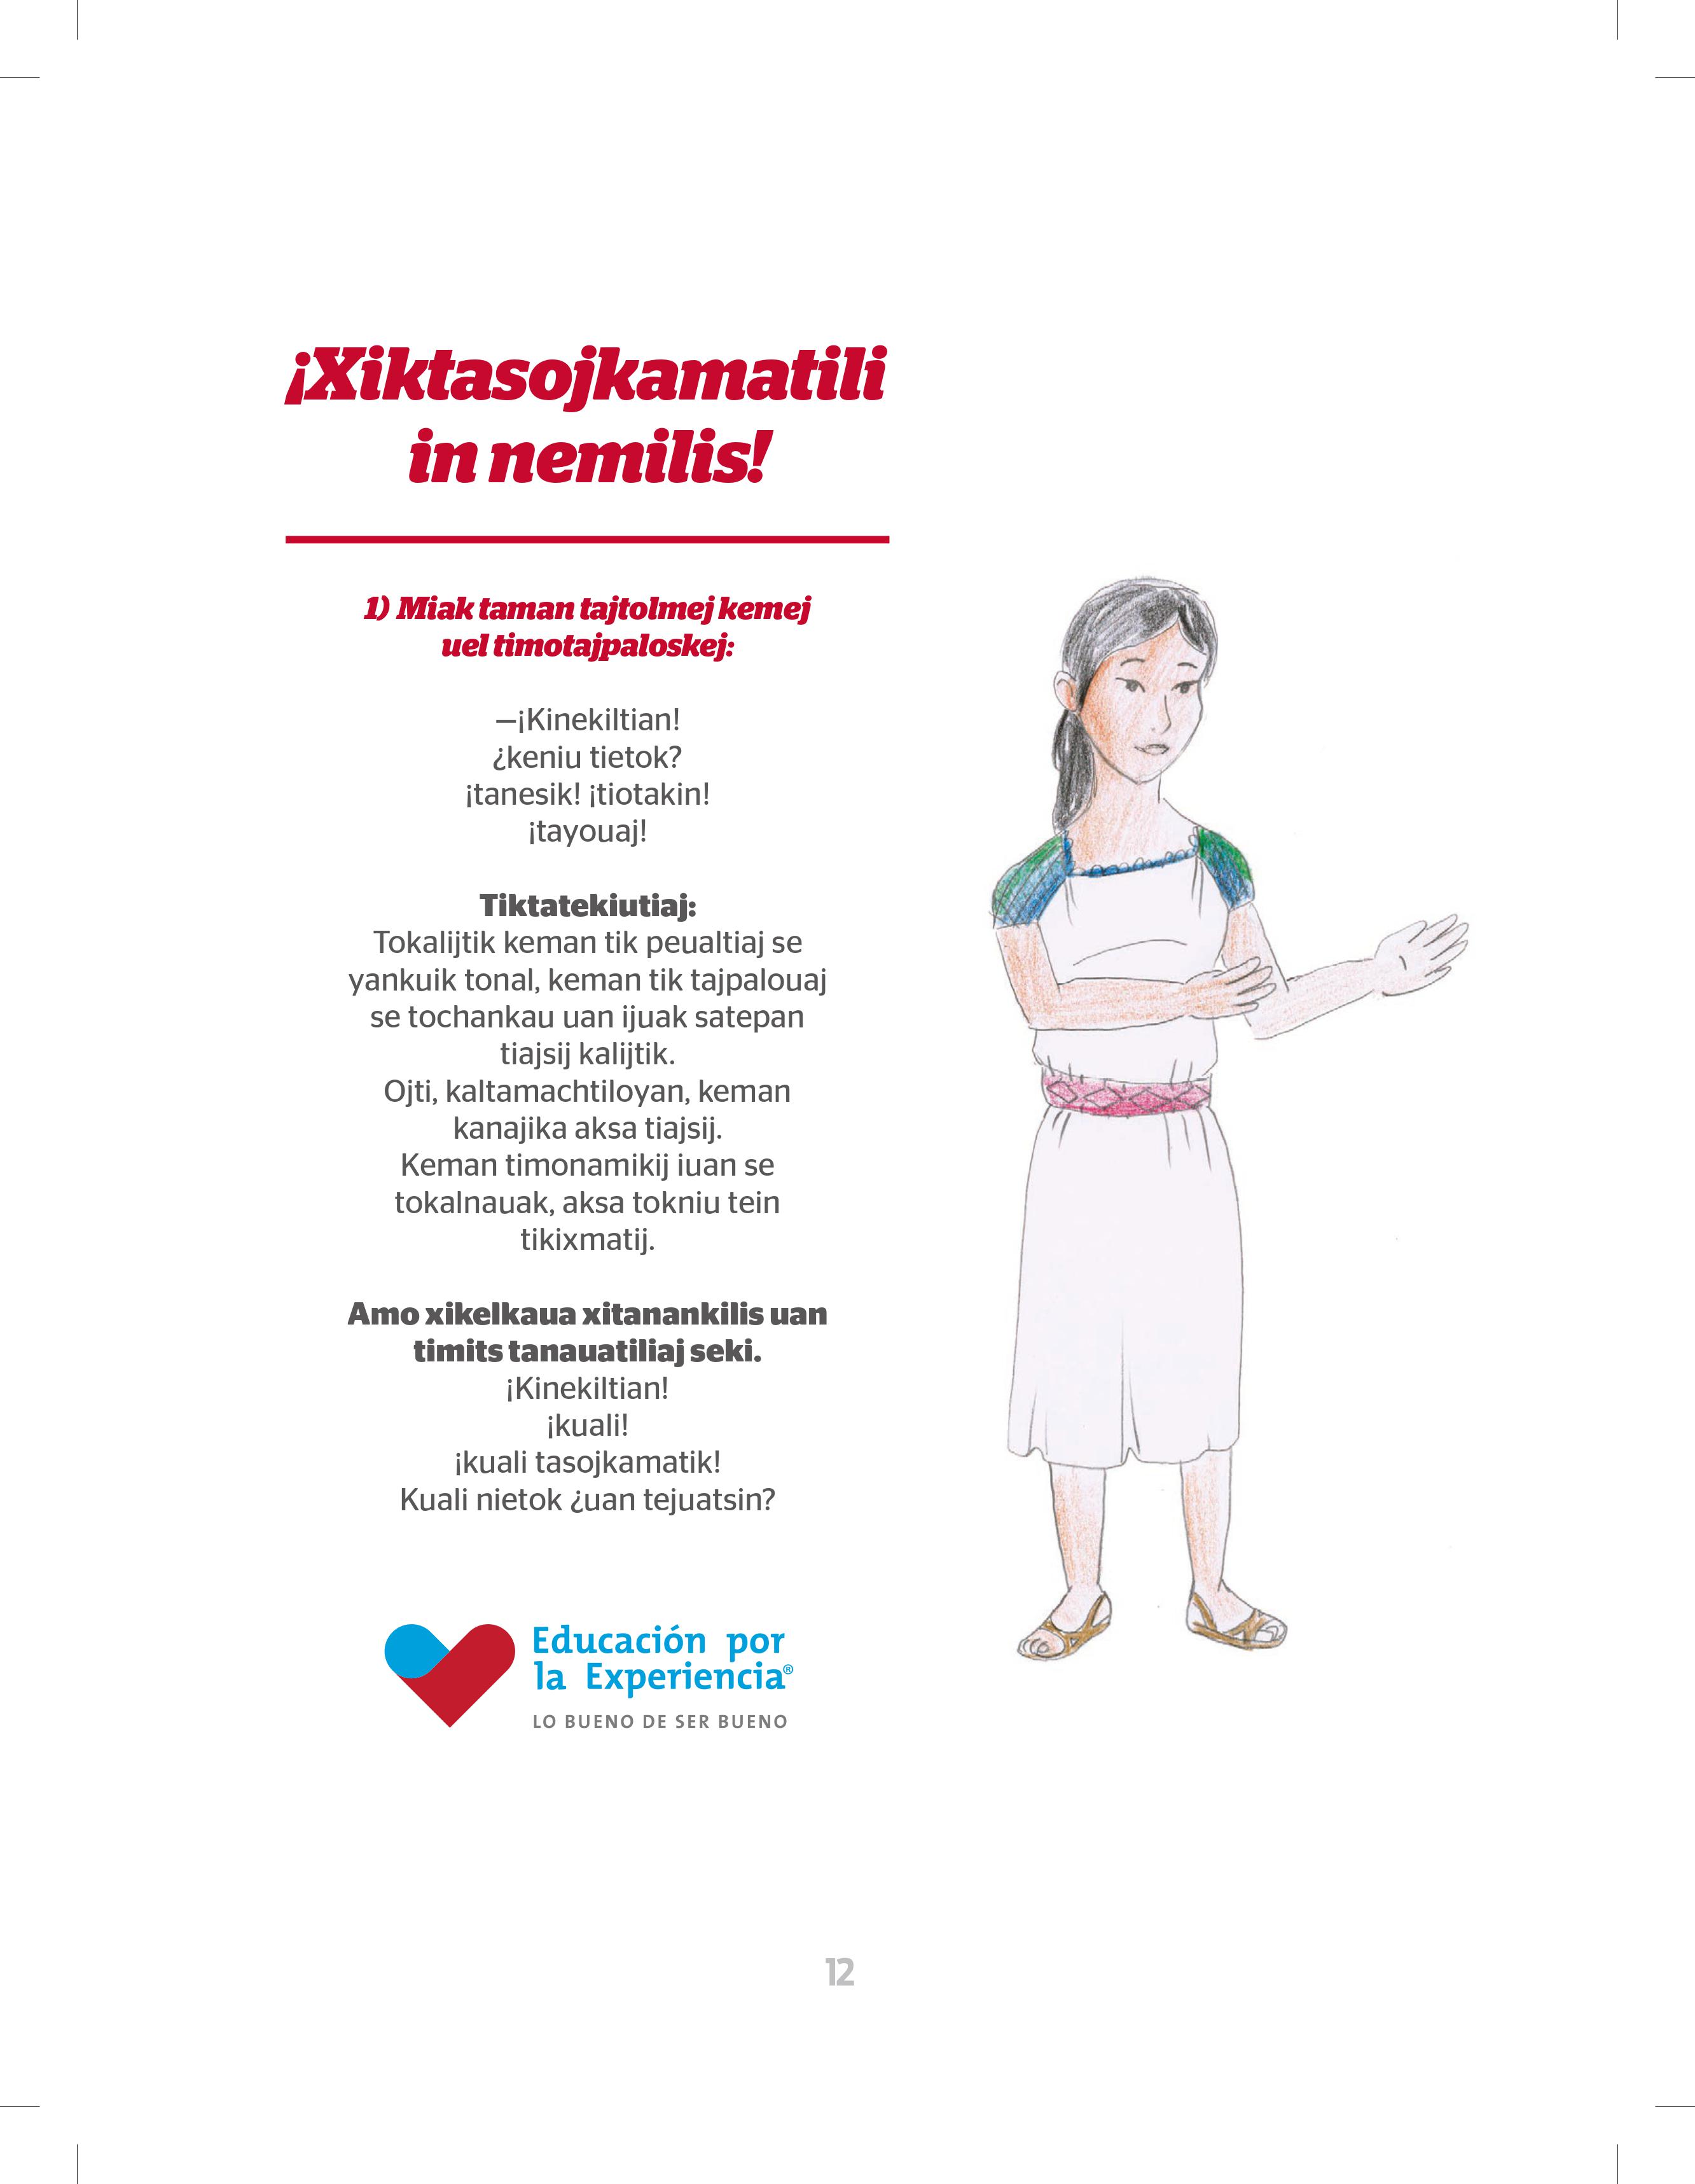 ¡Xiktasojkamatili
in nemilis!
1) Miak taman tajtolmej kemej
uel timotajpaloskej:
—¡Kinekiltian!
¿keniu tietok?
¡tanesik! ¡tiotakin!
¡tayouaj!
Tiktatekiutiaj:
Tokalijtik keman tik peualtiaj se
yankuik tonal, keman tik tajpalouaj
se tochankau uan ijuak satepan
tiajsij kalijtik.
Ojti, kaltamachtiloyan, keman
kanajika aksa tiajsij.
Keman timonamikij iuan se
tokalnauak, aksa tokniu tein
tikixmatij.
Amo xikelkaua xitanankilis uan
timits tanauatiliaj seki.
¡Kinekiltian!
¡kuali!
¡kuali tasojkamatik!
Kuali nietok ¿uan tejuatsin?
Educación por
la Experiencia®
LO BUENO DE SER BUENO
12